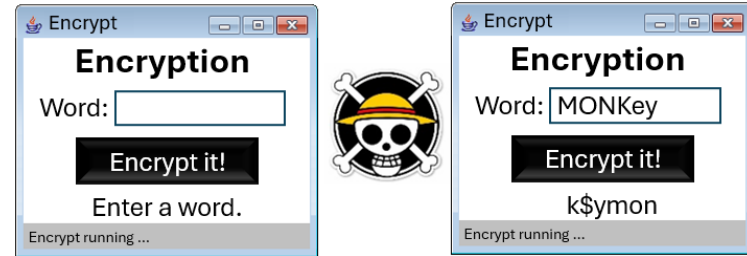 Encrypt
Encryption
Word:
Encrypt it!
Enter a word.
Encrypt running ...
Encrypt
Encryption
Word: MONKey
Encrypt it!
k$ymon
Encrypt running ...